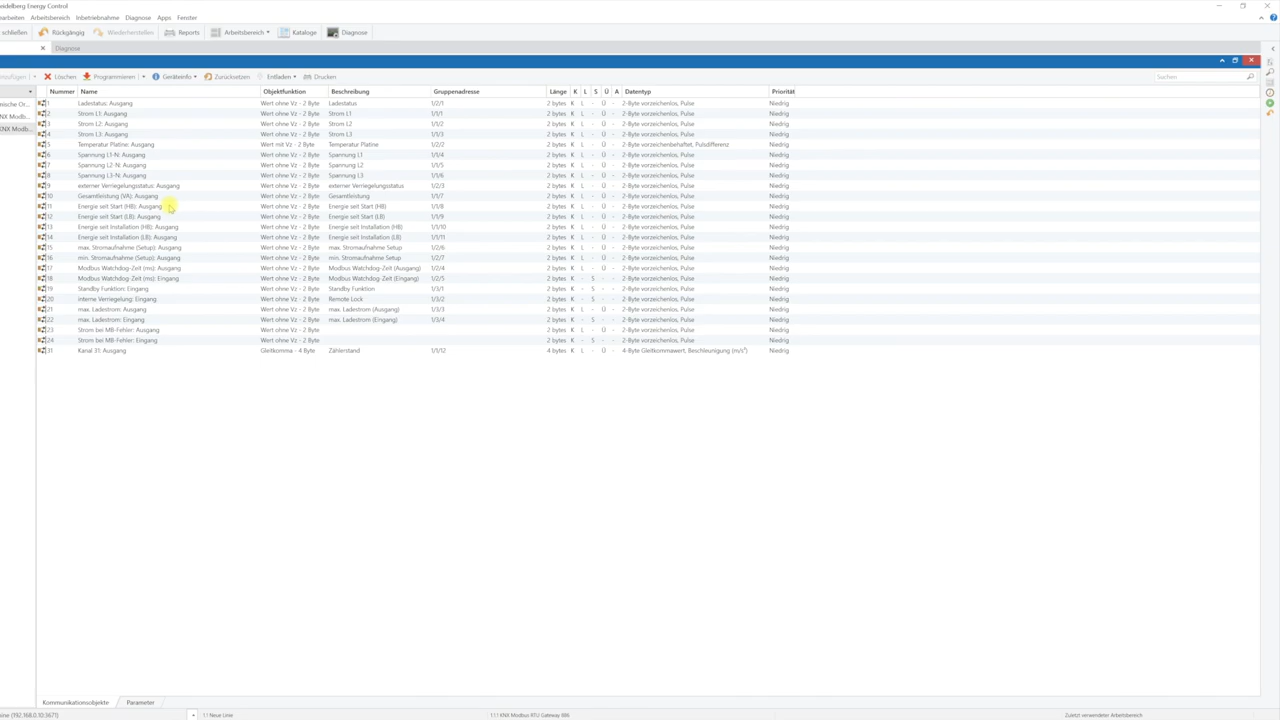 eidelberg Energy Control
earbeiten Arbeitsbereich Inbetriebnahme Diagnose Apps Fenster
schließen Rückgängig Wiederherstellen Reports Arbeitsbereich Kataloge Diagnose
Diagnose
inzufügen Löschen Programmieren Geräteinfo Zurücksetzen Entladen Drucken Suchen
Nummer Name Objektfunktion Beschreibung Gruppenadresse Länge K L S Ü A Datentyp Priorität
nische Or...
KNX Modb...
KNX Modb...
1 Ladestatus: Ausgang Wert ohne Vz - 2 Byte Ladestatus 1/2/1 2 bytes K L - Ü - 2-Byte vorzeichenlos, Pulse Niedrig
2 Strom L1: Ausgang Wert ohne Vz - 2 Byte Strom L1 1/1/1 2 bytes K L - Ü - 2-Byte vorzeichenlos, Pulse Niedrig
3 Strom L2: Ausgang Wert ohne Vz - 2 Byte Strom L2 1/1/2 2 bytes K L - Ü - 2-Byte vorzeichenlos, Pulse Niedrig
4 Strom L3: Ausgang Wert ohne Vz - 2 Byte Strom L3 1/1/3 2 bytes K L - Ü - 2-Byte vorzeichenlos, Pulse Niedrig
5 Temperatur Platine: Ausgang Wert mit Vz - 2 Byte Temperatur Platine 1/2/2 2 bytes K L - Ü - 2-Byte vorzeichenbehaftet, Pulsdifferenz Niedrig
6 Spannung L1-N: Ausgang Wert ohne Vz - 2 Byte Spannung L1 1/1/4 2 bytes K L - Ü - 2-Byte vorzeichenlos, Pulse Niedrig
7 Spannung L2-N: Ausgang Wert ohne Vz - 2 Byte Spannung L2 1/1/5 2 bytes K L - Ü - 2-Byte vorzeichenlos, Pulse Niedrig
8 Spannung L3-N: Ausgang Wert ohne Vz - 2 Byte Spannung L3 1/1/6 2 bytes K L - Ü - 2-Byte vorzeichenlos, Pulse Niedrig
9 externer Verriegelungsstatus: Ausgang Wert ohne Vz - 2 Byte externer Verriegelungsstatus 1/2/3 2 bytes K L - Ü - 2-Byte vorzeichenlos, Pulse Niedrig
10 Gesamtleistung (VA): Ausgang Wert ohne Vz - 2 Byte Gesamtleistung 1/1/7 2 bytes K L - Ü - 2-Byte vorzeichenlos, Pulse Niedrig
11 Energie seit Start (HB): Ausgang Wert ohne Vz - 2 Byte Energie seit Start (HB) 1/1/8 2 bytes K L - Ü - 2-Byte vorzeichenlos, Pulse Niedrig
12 Energie seit Start (LB): Ausgang Wert ohne Vz - 2 Byte Energie seit Start (LB) 1/1/9 2 bytes K L - Ü - 2-Byte vorzeichenlos, Pulse Niedrig
13 Energie seit Installation (HB): Ausgang Wert ohne Vz - 2 Byte Energie seit Installation (HB) 1/1/10 2 bytes K L - Ü - 2-Byte vorzeichenlos, Pulse Niedrig
14 Energie seit Installation (LB): Ausgang Wert ohne Vz - 2 Byte Energie seit Installation (LB) 1/1/11 2 bytes K L - Ü - 2-Byte vorzeichenlos, Pulse Niedrig
15 max. Stromaufnahme (Setup): Ausgang Wert ohne Vz - 2 Byte max. Stromaufnahme Setup 1/2/6 2 bytes K L - Ü - 2-Byte vorzeichenlos, Pulse Niedrig
16 min. Stromaufnahme (Setup): Ausgang Wert ohne Vz - 2 Byte min. Stromaufnahme Setup 1/2/7 2 bytes K L - Ü - 2-Byte vorzeichenlos, Pulse Niedrig
17 Modbus Watchdog-Zeit (ms): Ausgang Wert ohne Vz - 2 Byte Modbus Watchdog-Zeit (Ausgang) 1/2/4 2 bytes K L - Ü - 2-Byte vorzeichenlos, Pulse Niedrig
18 Modbus Watchdog-Zeit (ms): Eingang Wert ohne Vz - 2 Byte Modbus Watchdog-Zeit (Eingang) 1/2/5 2 bytes K - S - - 2-Byte vorzeichenlos, Pulse Niedrig
19 Standby Funktion: Eingang Wert ohne Vz - 2 Byte Standby Funktion 1/3/1 2 bytes K - S - - 2-Byte vorzeichenlos, Pulse Niedrig
20 Interne Verriegelung: Eingang Wert ohne Vz - 2 Byte Remote Lock 1/3/2 2 bytes K - S - - 2-Byte vorzeichenlos, Pulse Niedrig
21 max. Ladestrom: Ausgang Wert ohne Vz - 2 Byte max. Ladestrom (Ausgang) 1/3/3 2 bytes K L - Ü - 2-Byte vorzeichenlos, Pulse Niedrig
22 max. Ladestrom: Eingang Wert ohne Vz - 2 Byte max. Ladestrom (Eingang) 1/3/4 2 bytes K - S - - 2-Byte vorzeichenlos, Pulse Niedrig
23 Strom bei MB-Fehler: Ausgang Wert ohne Vz - 2 Byte 2 bytes K L - Ü - 2-Byte vorzeichenlos, Pulse Niedrig
24 Strom bei MB-Fehler: Eingang Wert ohne Vz - 2 Byte 2 bytes K - S - - 2-Byte vorzeichenlos, Pulse Niedrig
31 Kanal 31: Ausgang Gleitkomma - 4 Byte Zählerstand 1/1/12 4 bytes K L - Ü - 4-Byte Gleitkommawert, Beschleunigung (m/s²) Niedrig
Kommunikationsobjekte Parameter
ine (192.168.0.10:3671) 1.1 Neue Linie 1.1.1 KNX Modbus RTU Gateway 886 Zuletzt verwendeter Arbeitsbereich